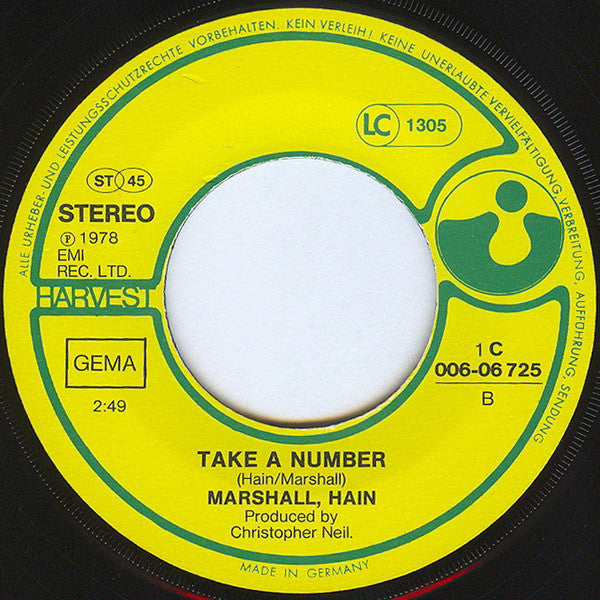 ALLE URHEBER- UND LEISTUNGSSCHUTZRECHTE VORBEHALTEN. KEIN VERLEIH! KEINE UNERLAUBTE VERVIELFÄLTIGUNG, VERBREITUNG, AUFFÜHRUNG, SENDUNG
LC 1305
ST 45
STEREO
Ⓟ 1978
EMI
REC. LTD.
HARVEST
GEMA
2:49
1 C
006-06 725
B
TAKE A NUMBER
(Hain/Marshall)
MARSHALL, HAIN
Produced by
Christopher Neil.
MADE IN GERMANY